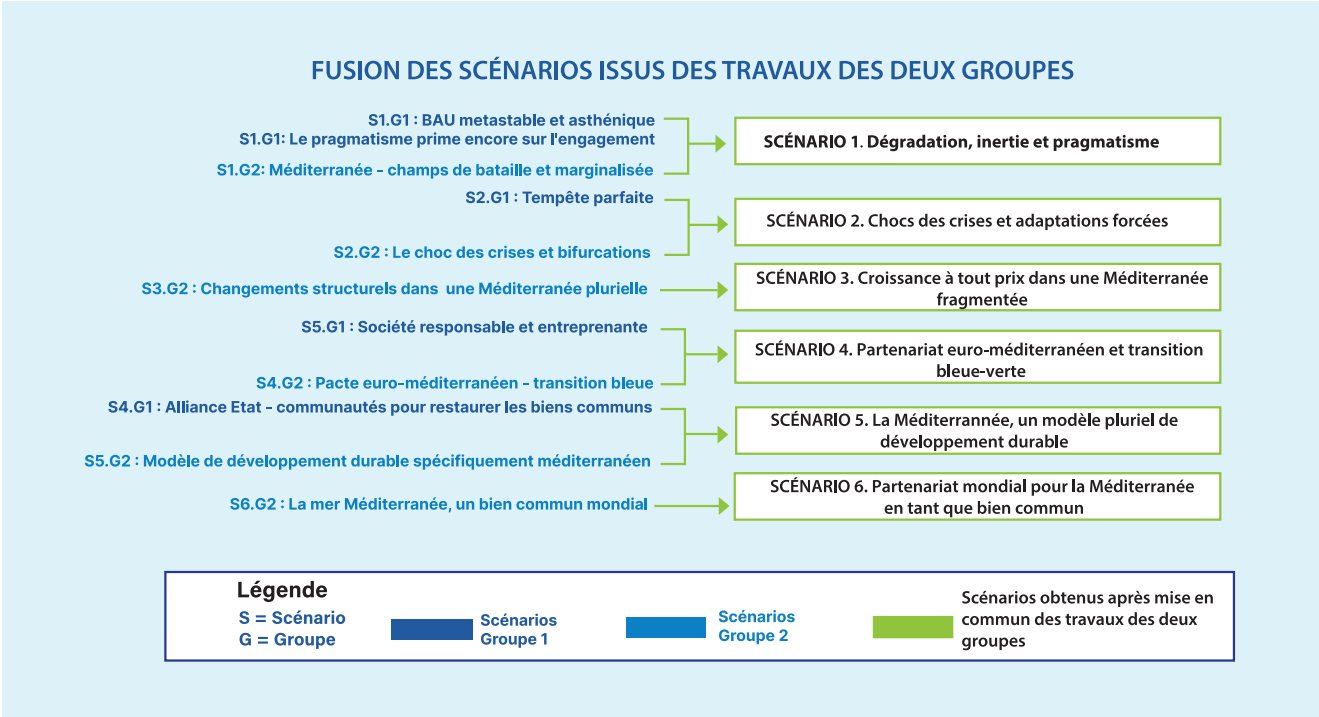 FUSION DES SCÉNARIOS ISSUS DES TRAVAUX DES DEUX GROUPES
S1.G1 : BAU metastable et asthénique
S1.G1: Le pragmatisme prime encore sur l'engagement
S1.G2: Méditerranée - champs de bataille et marginalisée
SCÉNARIO 1. Dégradation, inertie et pragmatisme
S2.G1 : Tempête parfaite
S2.G2 : Le choc des crises et bifurcations
SCÉNARIO 2. Chocs des crises et adaptations forcées
S3.G2 : Changements structurels dans une Méditerranée plurielle
SCÉNARIO 3. Croissance à tout prix dans une Méditerranée
fragmentée
S5.G1 : Société responsable et entreprenante
S4.G2 : Pacte euro-méditerranéen - transition bleue
SCÉNARIO 4. Partenariat euro-méditerranéen et transition
bleue-verte
S4.G1 : Alliance Etat - communautés pour restaurer les biens communs
S5.G2 : Modèle de développement durable spécifiquement méditerranéen
SCÉNARIO 5. La Méditerrannée, un modèle pluriel de
développement durable
S6.G2 : La mer Méditerranée, un bien commun mondial
SCÉNARIO 6. Partenariat mondial pour la Méditerranée
en tant que bien commun
Légende
S = Scénario
G = Groupe
Scénarios
Groupe 1
Scénarios
Groupe 2
Scénarios obtenus après mise en
commun des travaux des deux
groupes